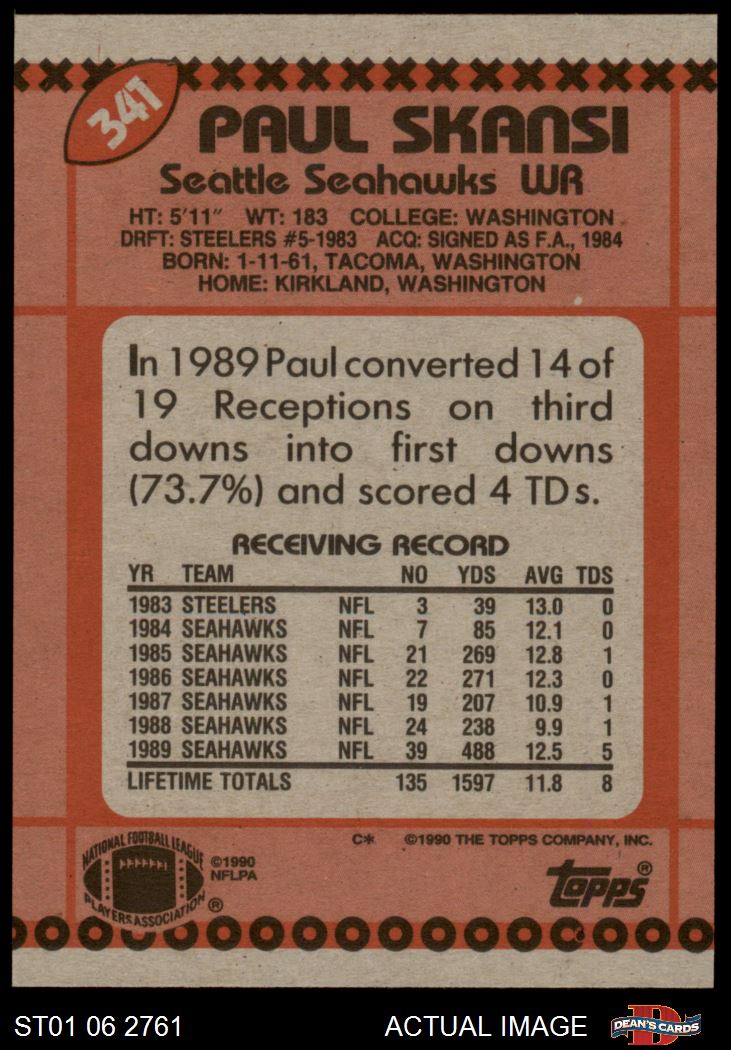 341
PAUL SKANSI
Seattle Seahawks WR
HT: 5'11" WT: 183 COLLEGE: WASHINGTON
DRFT: STEELERS #5-1983 ACQ: SIGNED AS F.A., 1984
BORN: 1-11-61, TACOMA, WASHINGTON
HOME: KIRKLAND, WASHINGTON
In 1989 Paul converted 14 of
19 Receptions on third
downs into first downs
(73.7%) and scored 4 TDs.
RECEIVING RECORD
YR TEAM NO YDS AVG TDS
1983 STEELERS NFL 3 39 13.0 0
1984 SEAHAWKS NFL 7 85 12.1 0
1985 SEAHAWKS NFL 21 269 12.8 1
1986 SEAHAWKS NFL 22 271 12.3 0
1987 SEAHAWKS NFL 19 207 10.9 1
1988 SEAHAWKS NFL 24 238 9.9 1
1989 SEAHAWKS NFL 39 488 12.5 5
LIFETIME TOTALS 135 1597 11.8 8
C* ©1990 THE TOPPS COMPANY, INC.
NATIONAL FOOTBALL LEAGUE
PLAYERS ASSOCIATION ®
©1990
NFLPA
topps®
ST01 06 2761 ACTUAL IMAGE D DEAN'S CARDS